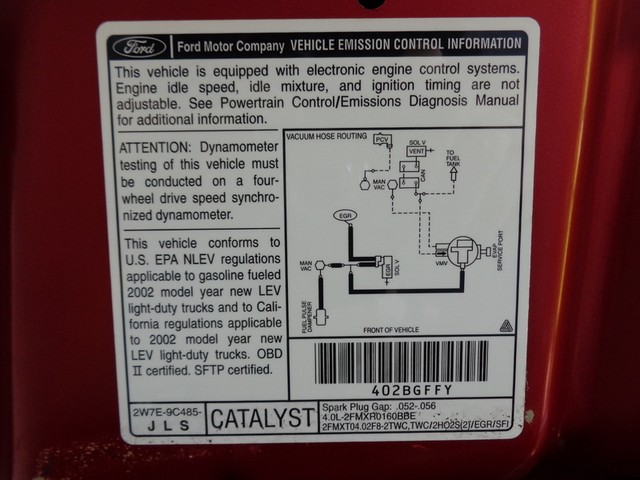 Ford
Ford Motor Company VEHICLE EMISSION CONTROL INFORMATION
This vehicle is equipped with electronic engine control systems.
Engine idle speed, idle mixture, and ignition timing are not
adjustable. See Powertrain Control/Emissions Diagnosis Manual
for additional information.
ATTENTION: Dynamometer
testing of this vehicle must
be conducted on a four-
wheel drive speed synchro-
nized dynamometer.
This vehicle conforms to
U.S. EPA NLEV regulations
applicable to gasoline fueled
2002 model year new LEV
light-duty trucks and to Cali-
fornia regulations applicable
to 2002 model year new
LEV light-duty trucks. OBD
II certified. SFTP certified.
VACUUM HOSE ROUTING
PCV
SOL V
VENT
TO
FUEL
TANK
MAN
VAC
CAN
EGR
MAN
VAC
EGR
SOL V
VMV
EVAP
SERVICE PORT
FUEL PULSE
DAMPENER
FRONT OF VEHICLE
402BGFFY
2W7E-9C485-
J L S
CATALYST
Spark Plug Gap: .052-.056
4.0L-2FMXR0160BBE
2FMXT04.02F8-2TWC,TWC/2HO2S(2)/EGR/SFI